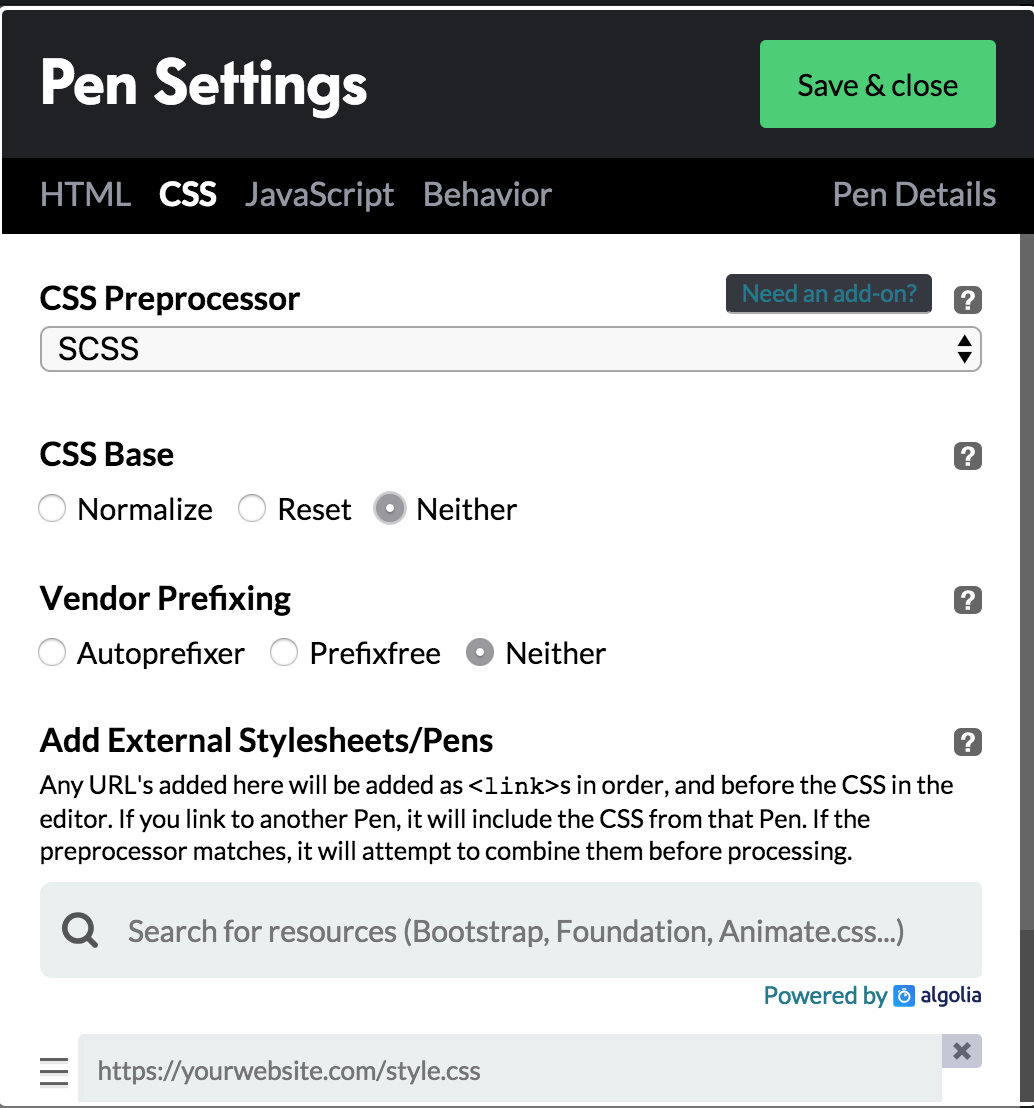 Pen Settings
Save & close
HTML CSS JavaScript Behavior Pen Details
CSS Preprocessor Need an add-on? ?
SCSS
CSS Base ?
Normalize Reset Neither
Vendor Prefixing ?
Autoprefixer Prefixfree Neither
Add External Stylesheets/Pens ?
Any URL's added here will be added as <link>s in order, and before the CSS in the
editor. If you link to another Pen, it will include the CSS from that Pen. If the
preprocessor matches, it will attempt to combine them before processing.
Search for resources (Bootstrap, Foundation, Animate.css...)
Powered by algolia
https://yourwebsite.com/style.css